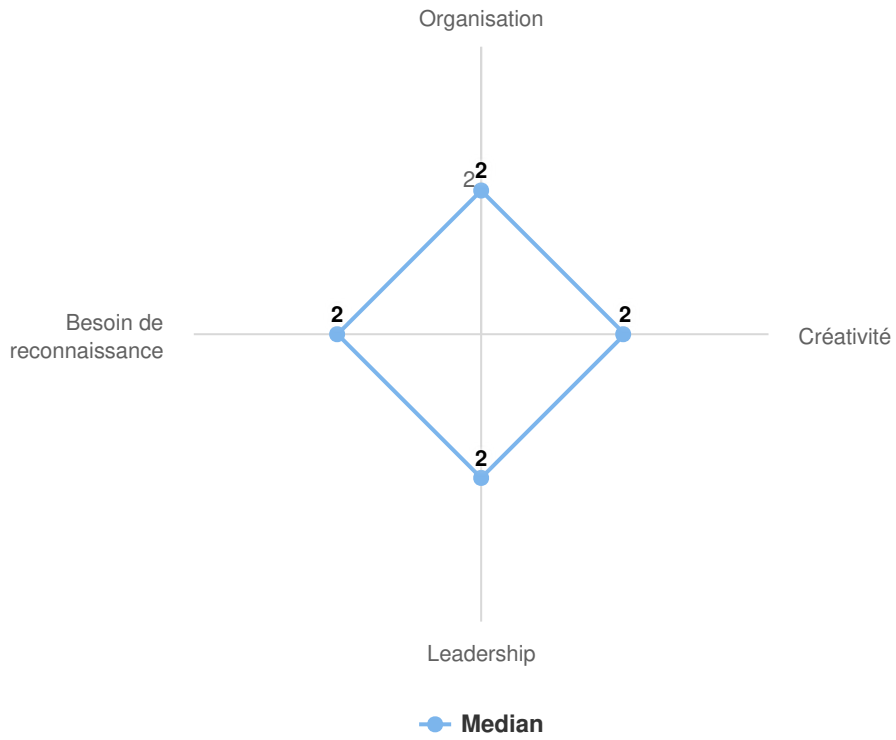 Organisation
2
2
2
2
Besoin de
reconnaissance
Créativité
2
Leadership
Median